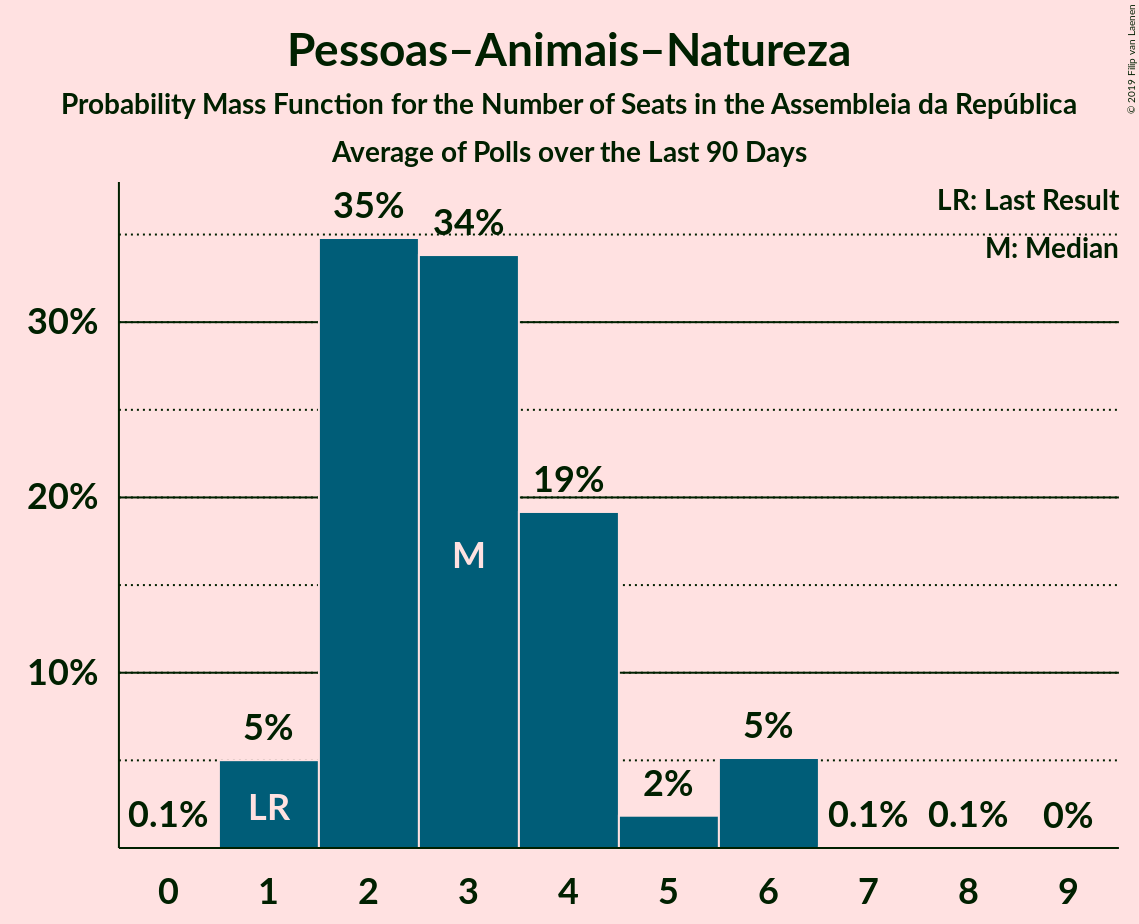 Pessoas–Animais–Natureza
Probability Mass Function for the Number of Seats in the Assembleia da República
Average of Polls over the Last 90 Days
© 2019 Filip van Laenen
LR: Last Result
M: Median
35%
34%
30%
20%
19%
M
10%
5%
5%
2%
LR
0.1%
0.1%
0.1%
0%
0 1 2 3 4 5 6 7 8 9